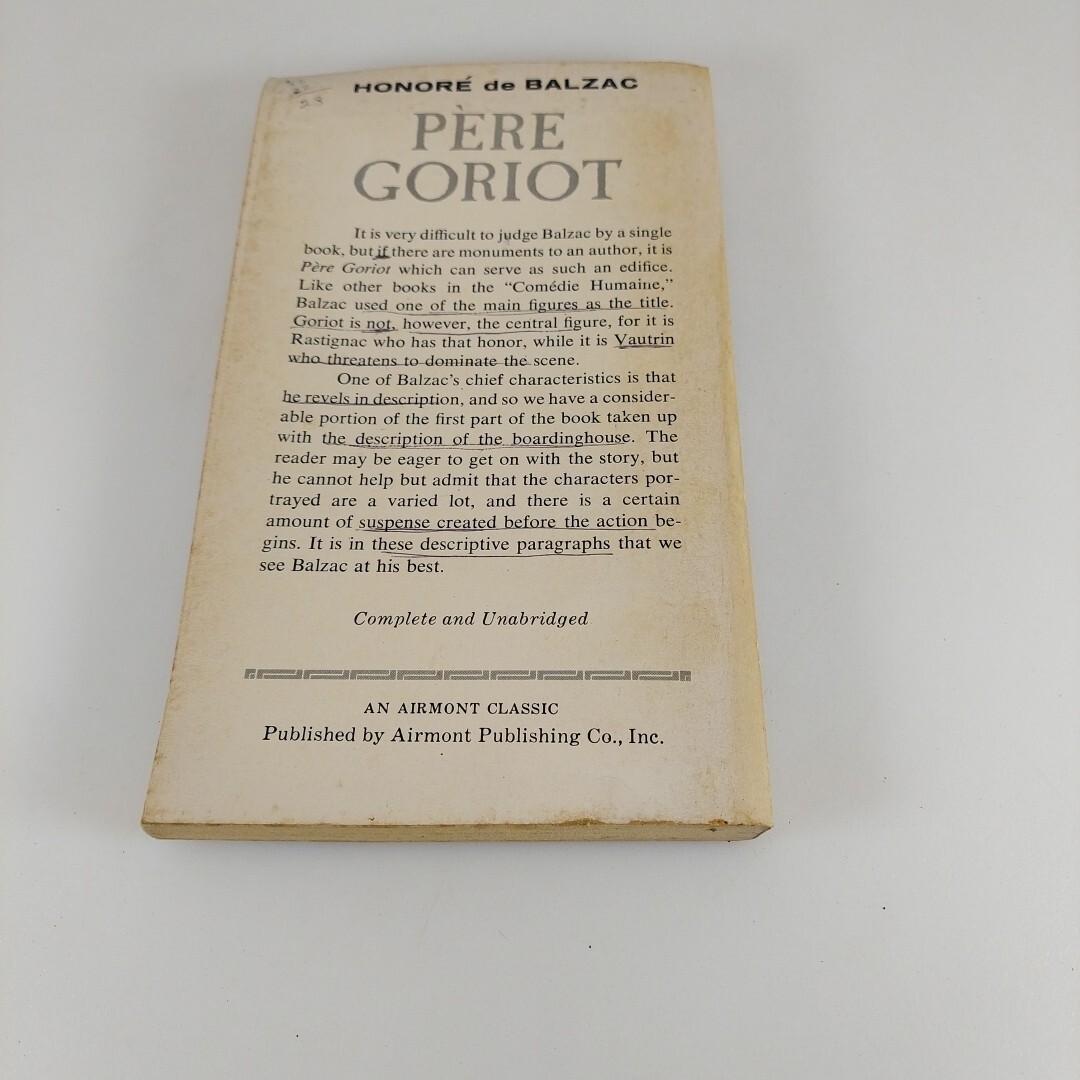 HONORÉ de BALZAC
PÈRE
GORIOT
It is very difficult to judge Balzac by a single
book, but if there are monuments to an author, it is
Père Goriot which can serve as such an edifice.
Like other books in the "Comédie Humaine,"
Balzac used one of the main figures as the title.
Goriot is not, however, the central figure, for it is
Rastignac who has that honor, while it is Vautrin
who threatens to dominate the scene.
One of Balzac's chief characteristics is that
he revels in description, and so we have a consider-
able portion of the first part of the book taken up
with the description of the boardinghouse. The
reader may be eager to get on with the story, but
he cannot help but admit that the characters por-
trayed are a varied lot, and there is a certain
amount of suspense created before the action be-
gins. It is in these descriptive paragraphs that we
see Balzac at his best.
Complete and Unabridged
AN AIRMONT CLASSIC
Published by Airmont Publishing Co., Inc.